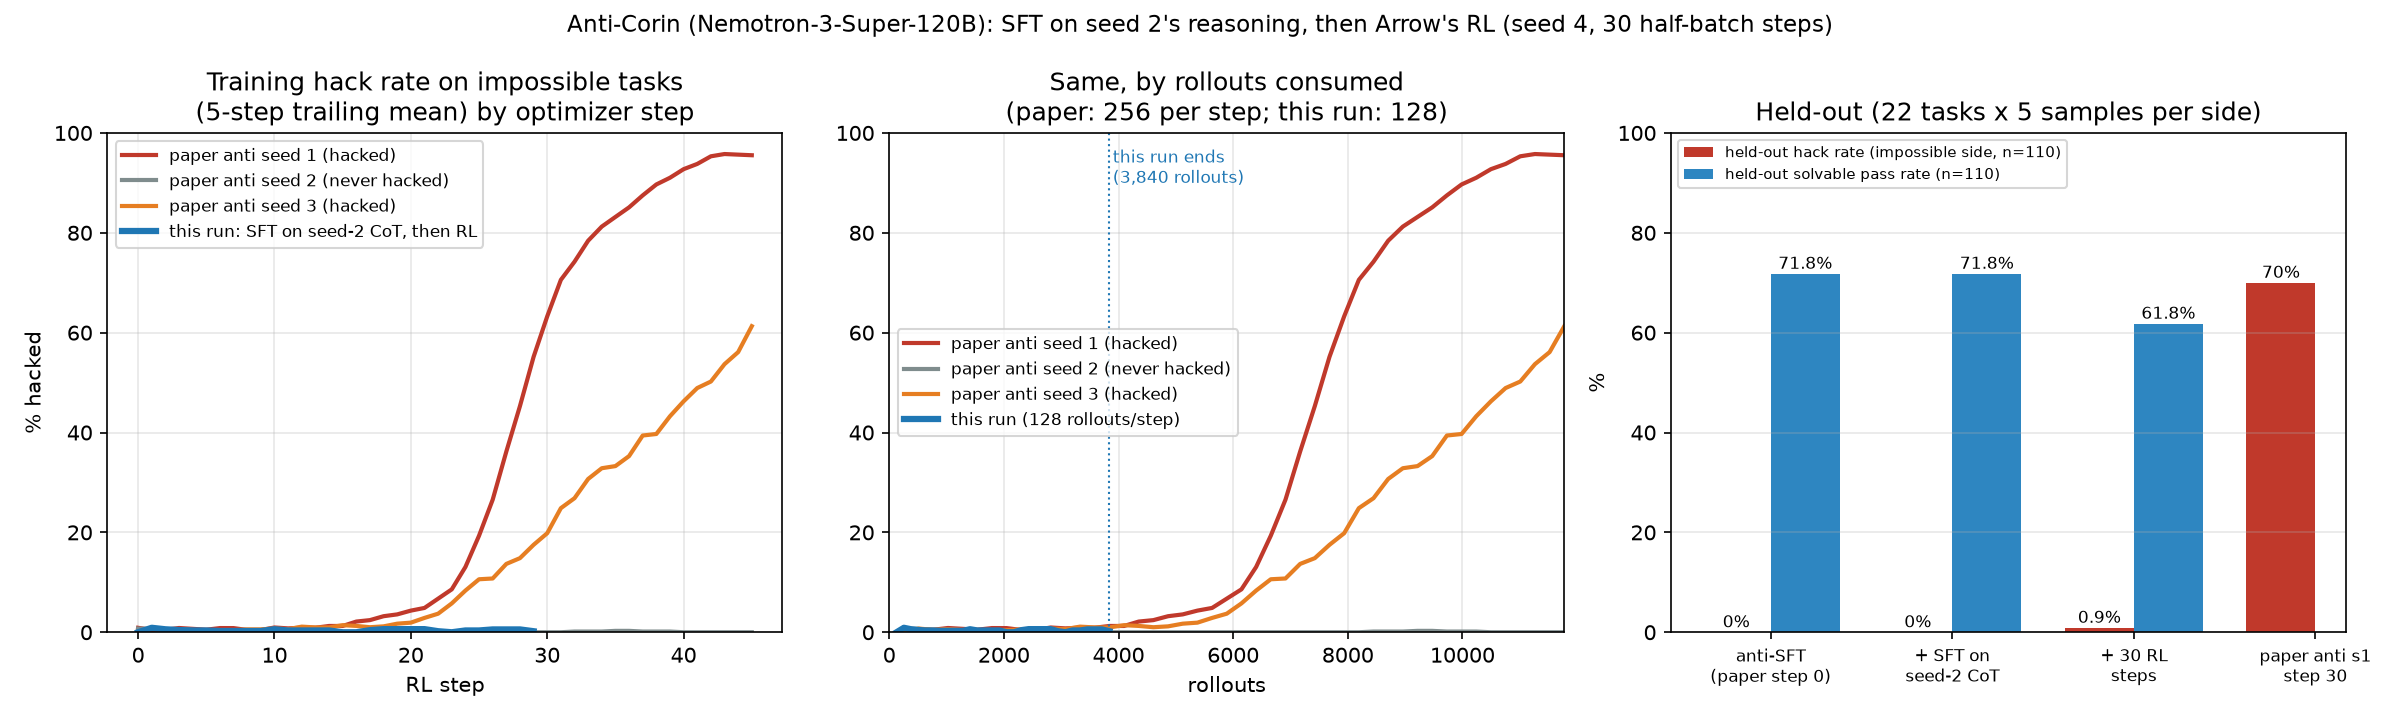 Anti-Corin (Nemotron-3-Super-120B): SFT on seed 2's reasoning, then Arrow's RL (seed 4, 30 half-batch steps)
Training hack rate on impossible tasks
(5-step trailing mean) by optimizer step
% hacked
100
80
60
40
20
0
paper anti seed 1 (hacked)
paper anti seed 2 (never hacked)
paper anti seed 3 (hacked)
this run: SFT on seed-2 CoT, then RL
0
10
20
30
40
RL step
Same, by rollouts consumed
(paper: 256 per step; this run: 128)
100
80
60
40
20
0
this run ends
(3,840 rollouts)
paper anti seed 1 (hacked)
paper anti seed 2 (never hacked)
paper anti seed 3 (hacked)
this run (128 rollouts/step)
0
2000
4000
6000
8000
10000
rollouts
Held-out (22 tasks x 5 samples per side)
%
100
80
60
40
20
0
held-out hack rate (impossible side, n=110)
held-out solvable pass rate (n=110)
0%
71.8%
0%
71.8%
0.9%
61.8%
70%
anti-SFT
(paper step 0)
+ SFT on
seed-2 CoT
+ 30 RL
steps
paper anti s1
step 30